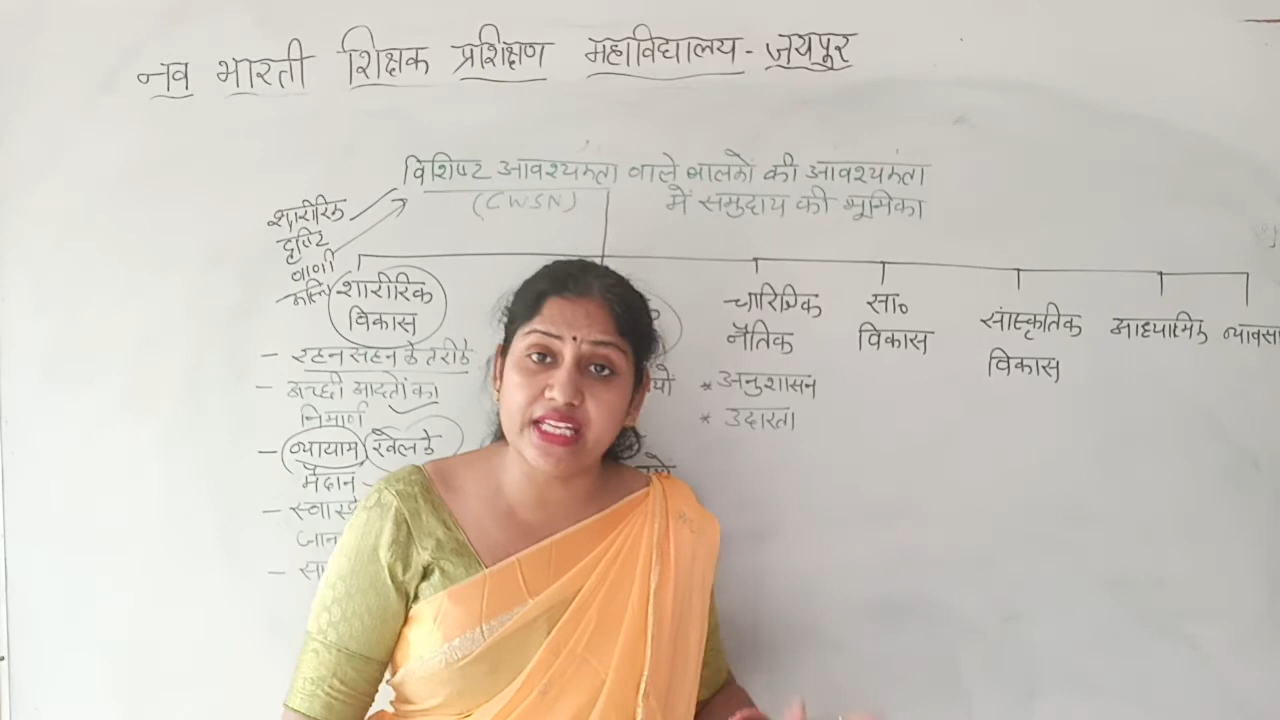 नव भारती शिक्षक प्रशिक्षण महाविद्यालय - जयपुर
विशिष्ट आवश्यकता वाले बालकों की आवश्यकता
(CWSN) में समुदाय की भूमिका
शारीरिक
दृष्टि
वाणी
शारीरिक
विकास
- रहन सहन के तरीके
- अच्छी आदतों का
निर्माण
- व्यायाम खेल के
मैदान -
चारित्रिक
नैतिक
* अनुशासन
* उदारता
सा०
विकास
सांस्कृतिक
विकास
आध्यात्मिक